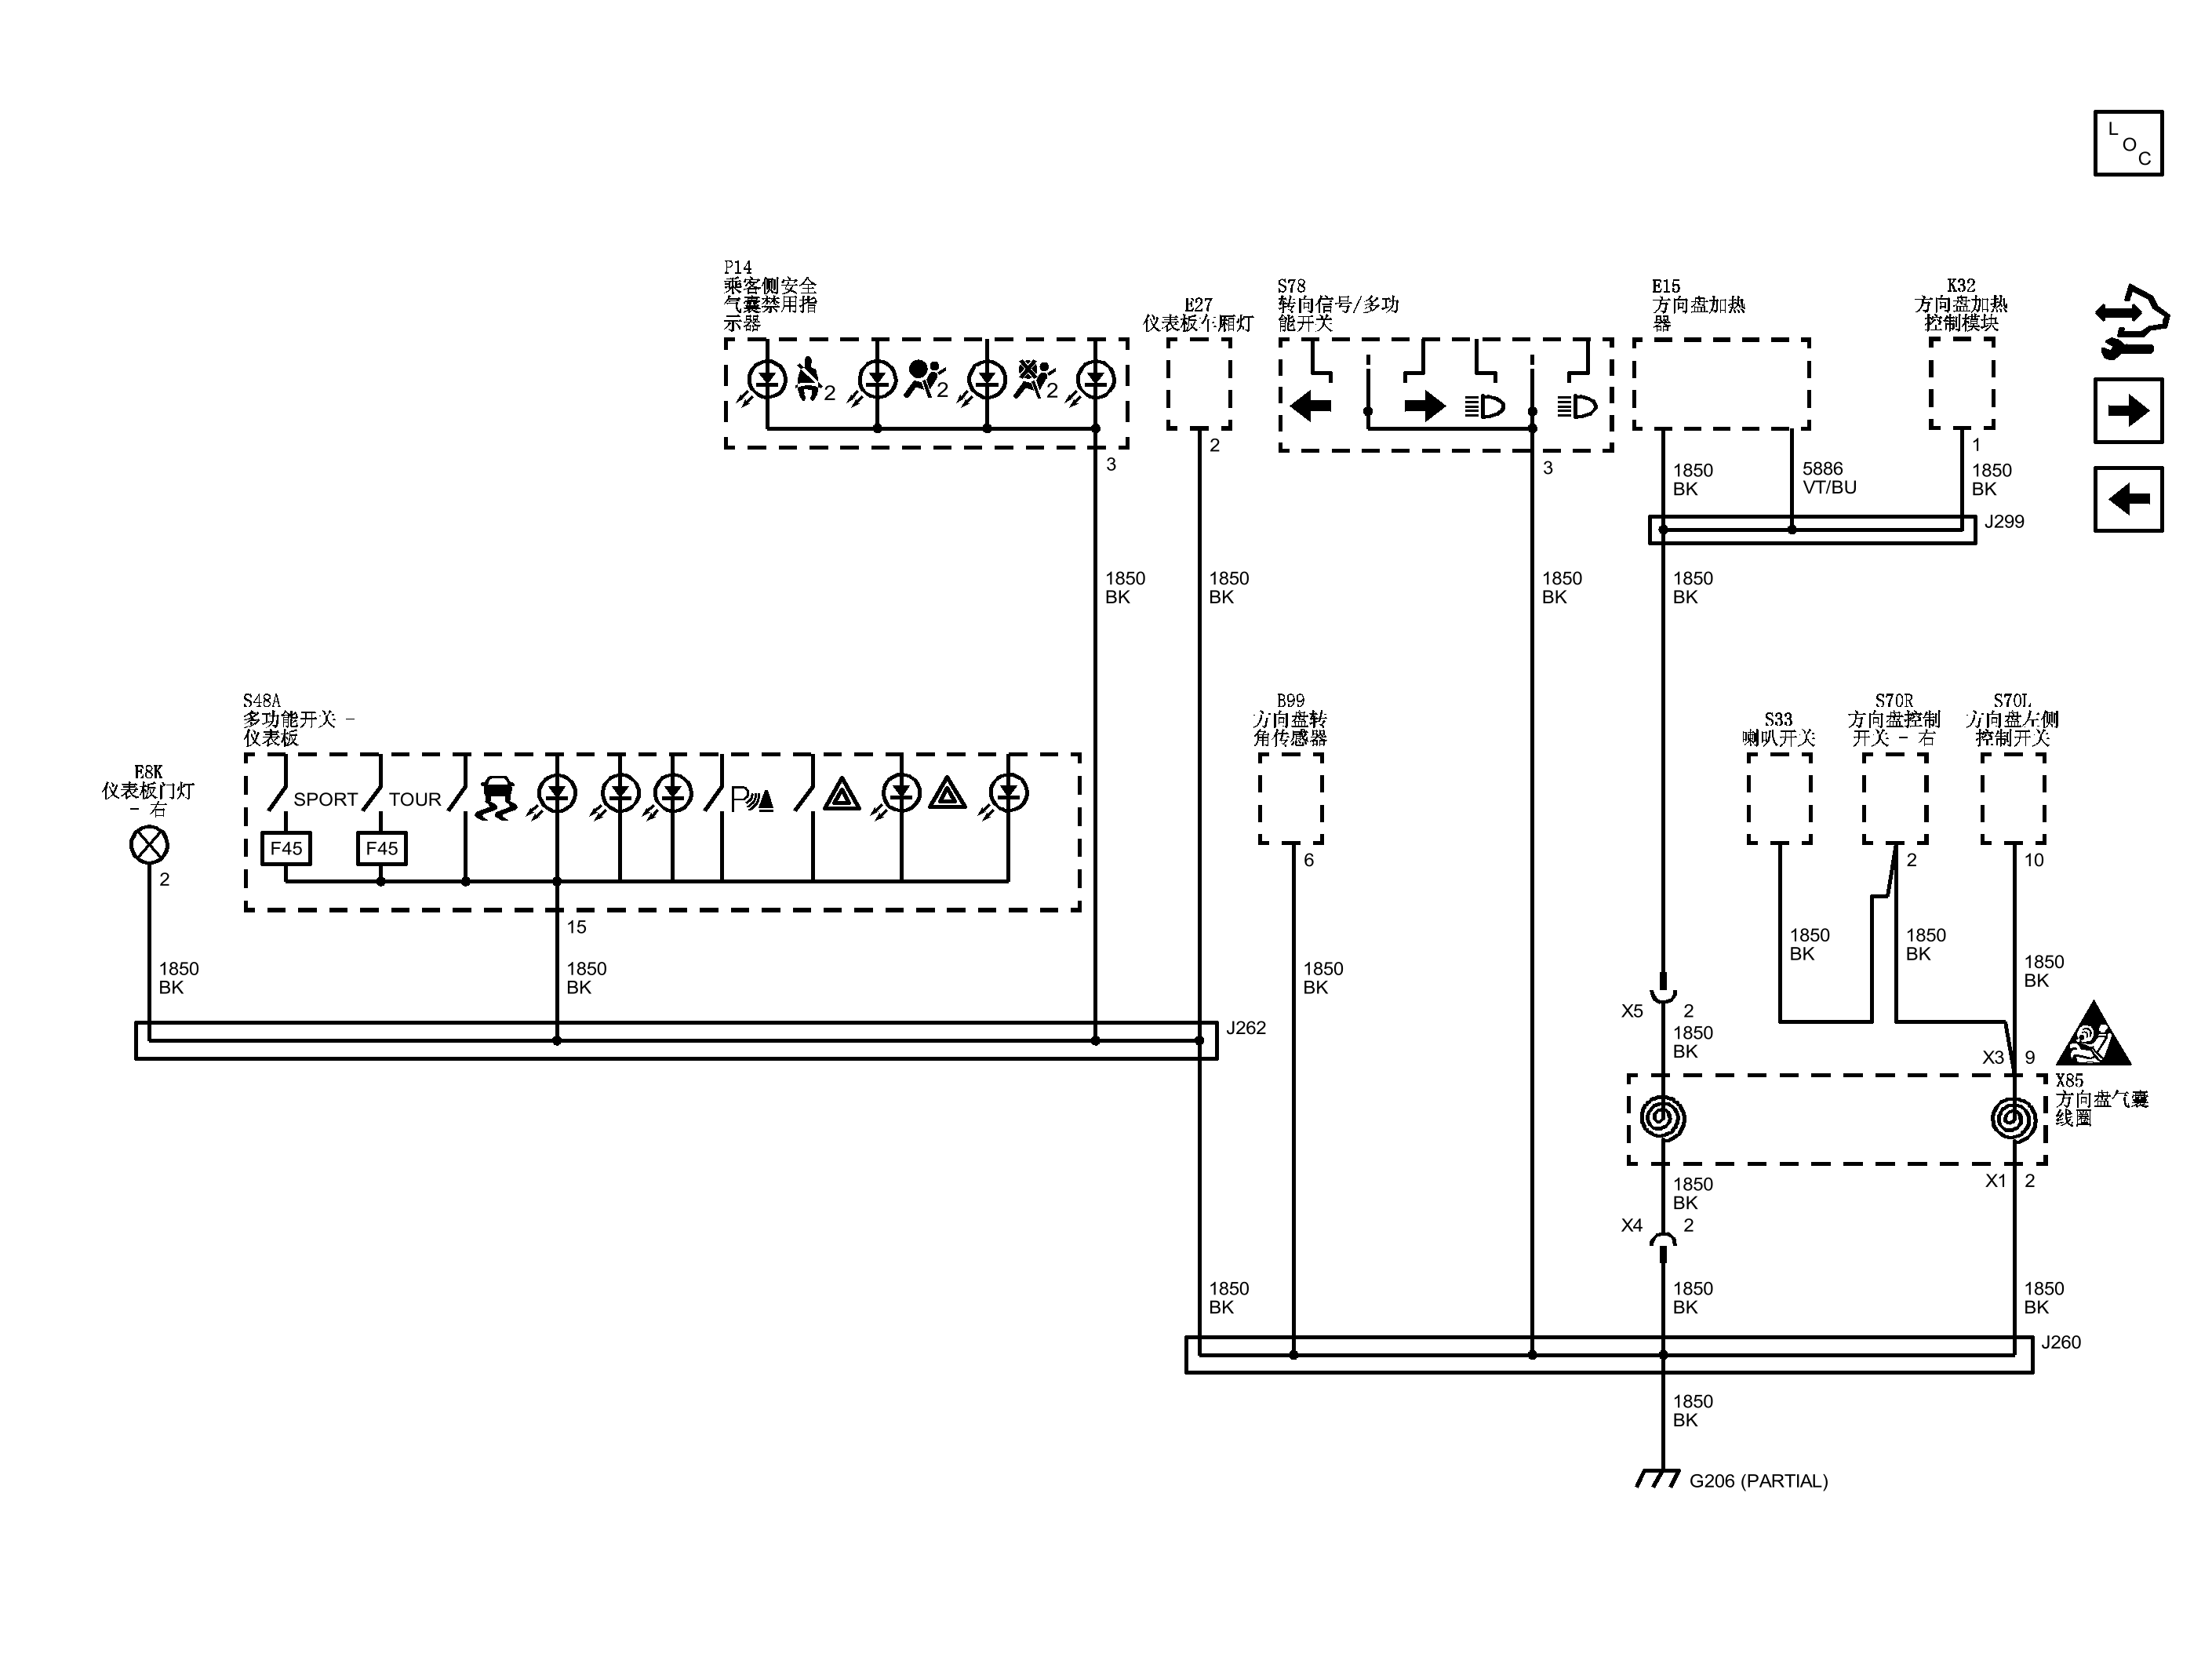 L
O
C
P14
乘客侧安全
气囊禁用指
示器
2
2
2
3
E27
仪表板车厢灯
2
S78
转向信号/多功
能开关
3
E15
方向盘加热
器
K32
方向盘加热
控制模块
1
1850
BK
5886
VT/BU
1850
BK
J299
1850
BK
1850
BK
1850
BK
1850
BK
S48A
多功能开关 -
仪表板
SPORT
TOUR
F45
F45
P
15
E8K
仪表板门灯
- 右
2
B99
方向盘转
角传感器
6
S33
喇叭开关
S70R
方向盘控制
开关 - 右
2
S70L
方向盘左侧
控制开关
10
1850
BK
1850
BK
1850
BK
1850
BK
1850
BK
1850
BK
X5
2
1850
BK
J262
X3
9
X85
方向盘气囊
线圈
1850
BK
X1
2
X4
2
1850
BK
1850
BK
1850
BK
J260
1850
BK
G206 (PARTIAL)